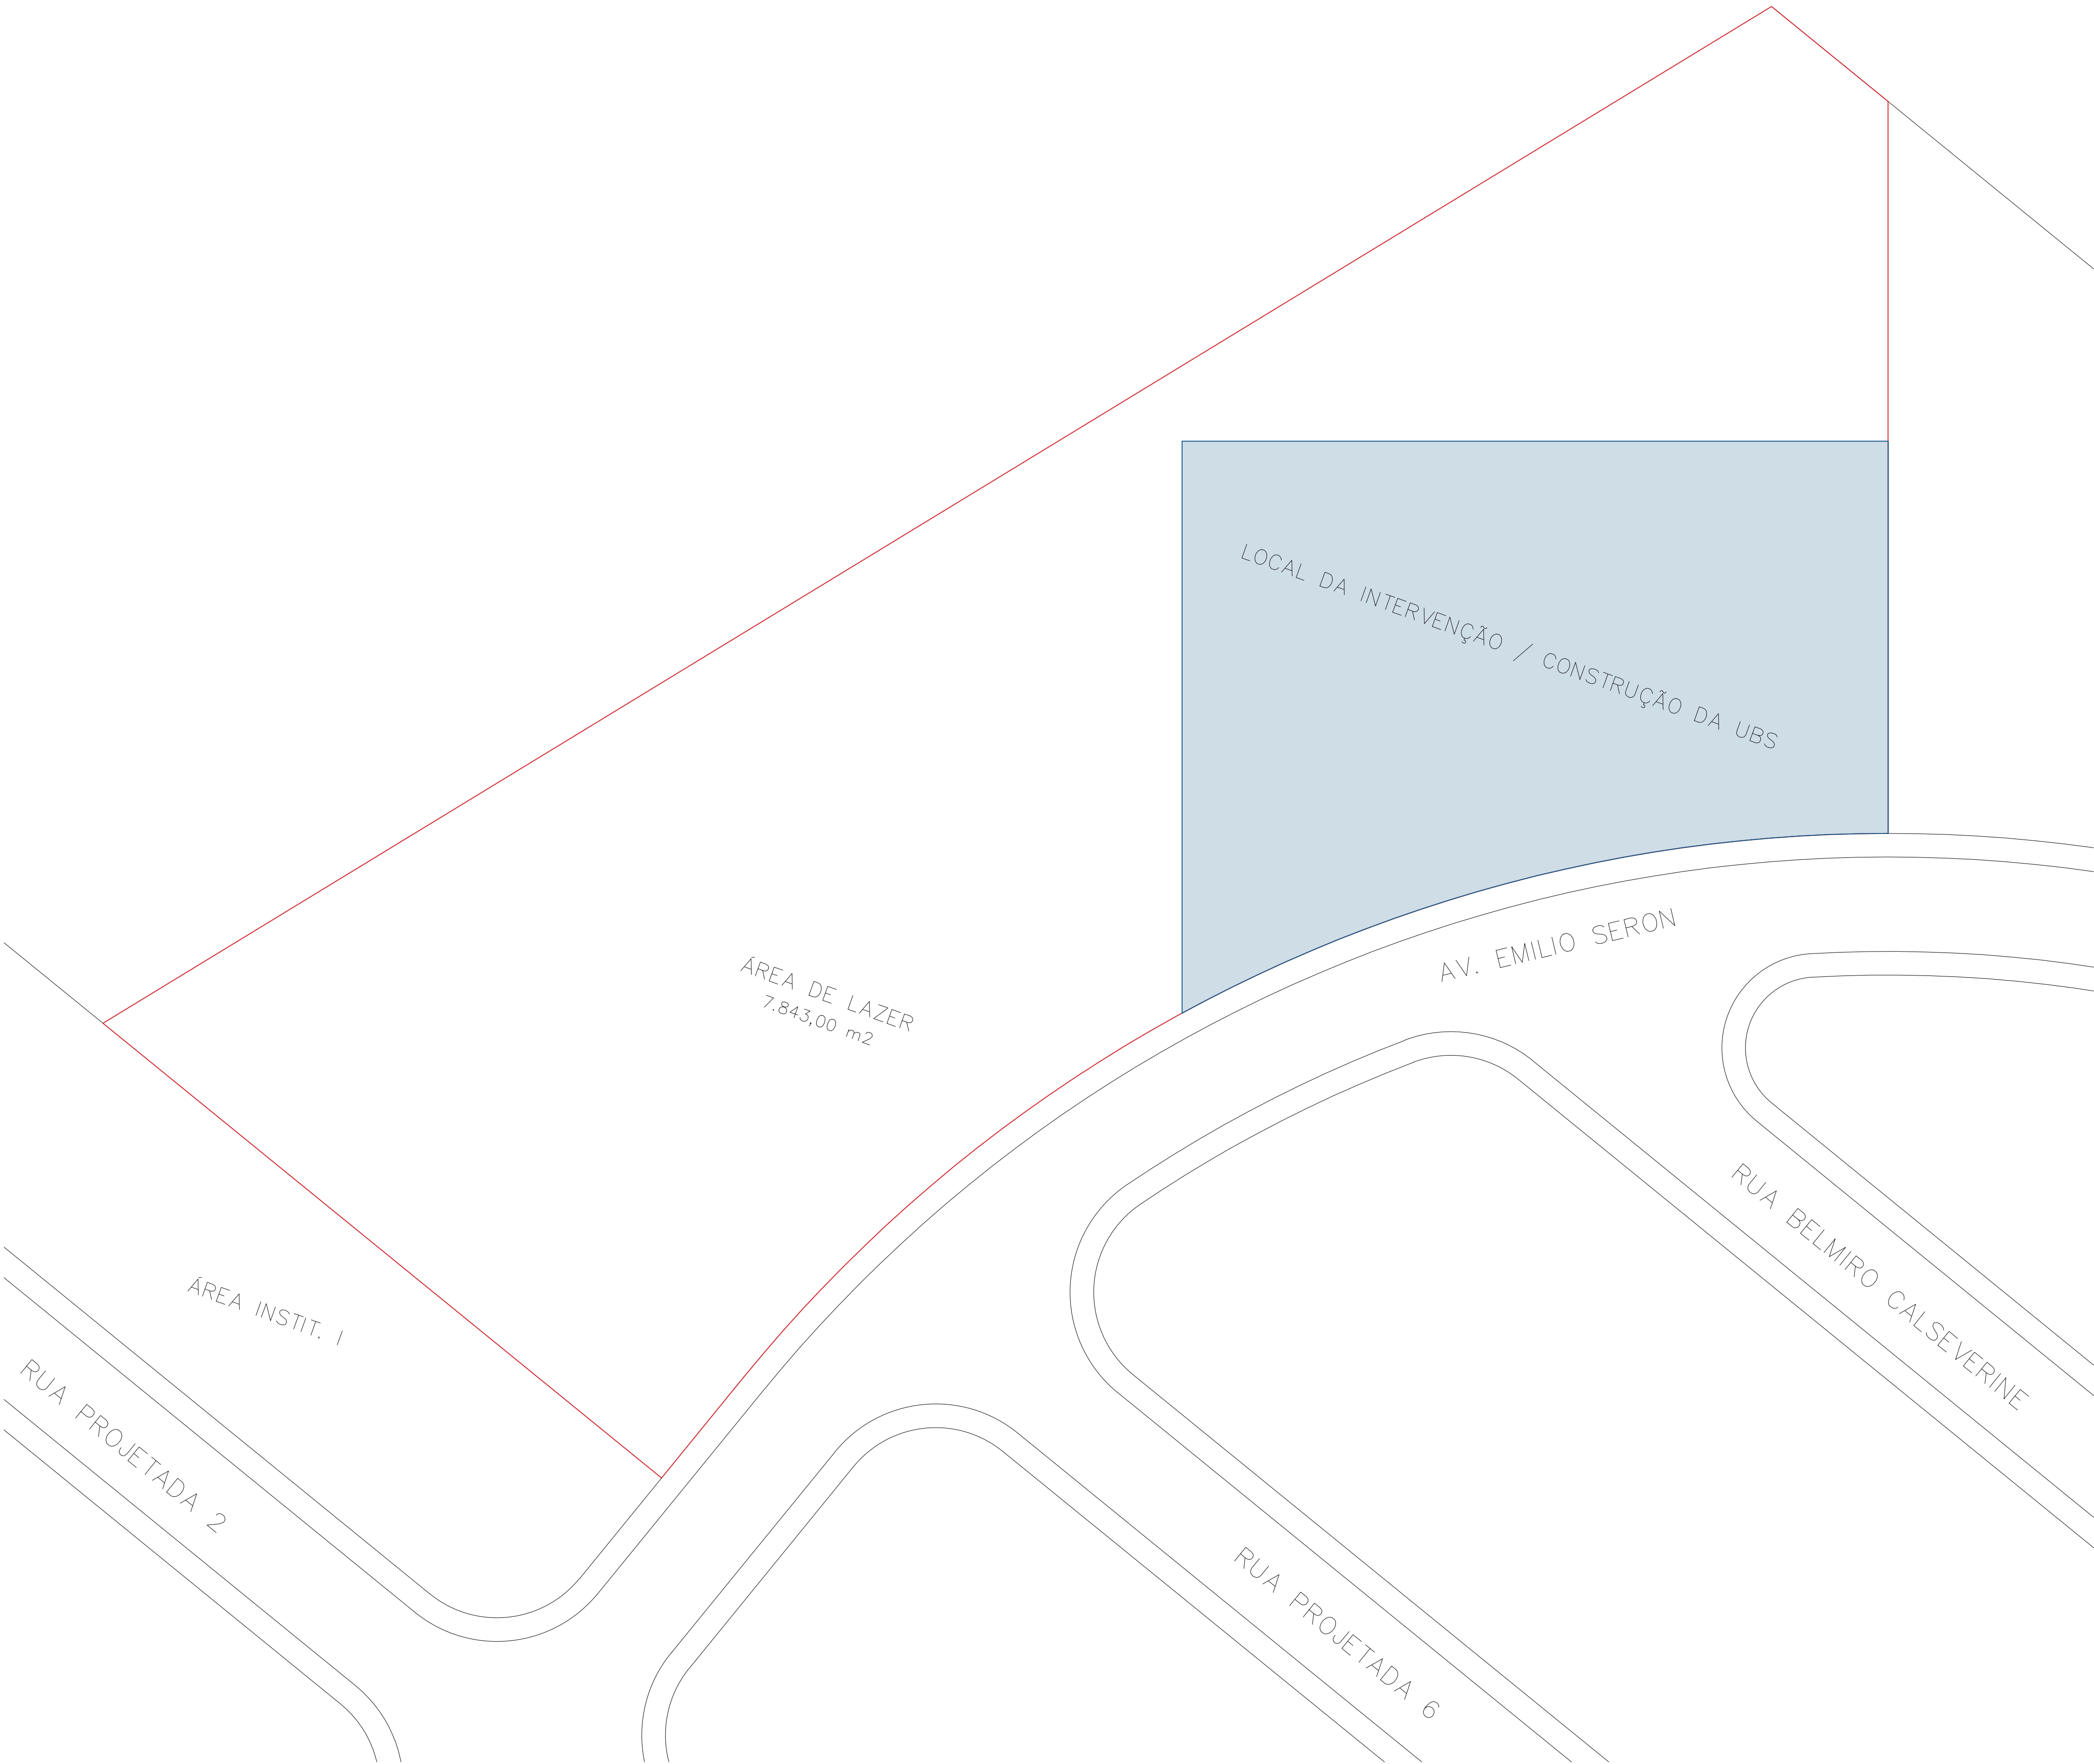 LOCAL DA INTERVENÇÃO / CONSTRUÇÃO DA UBS
AV. EMILIO SERON
ÁREA DE LAZER
7.843,00 m2
RUA BELMIRO CALSEVERINE
ÁREA INSTIT. I
RUA PROJETADA 2
RUA PROJETADA 6